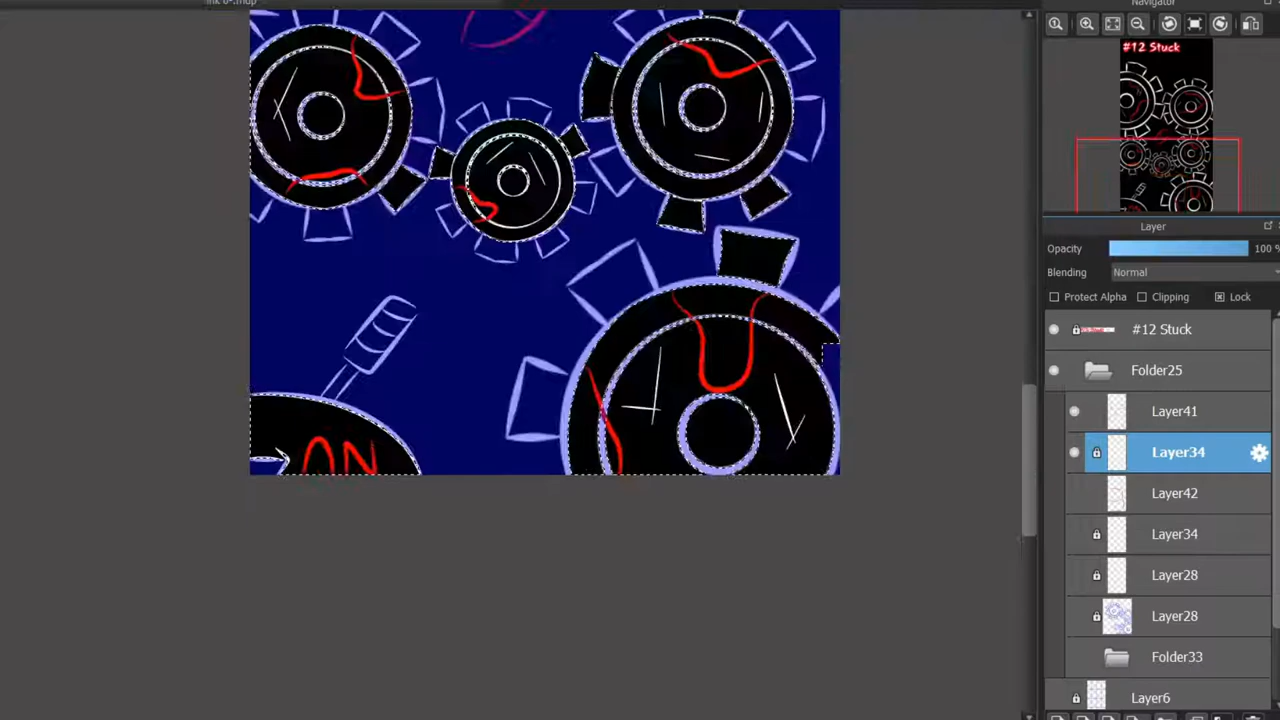 Navigator
#12 Stuck
Layer
Opacity 100 %
Blending Normal
Protect Alpha Clipping Lock
#12 Stuck
Folder25
Layer41
Layer34
Layer42
Layer34
Layer28
Layer28
Folder33
Layer6